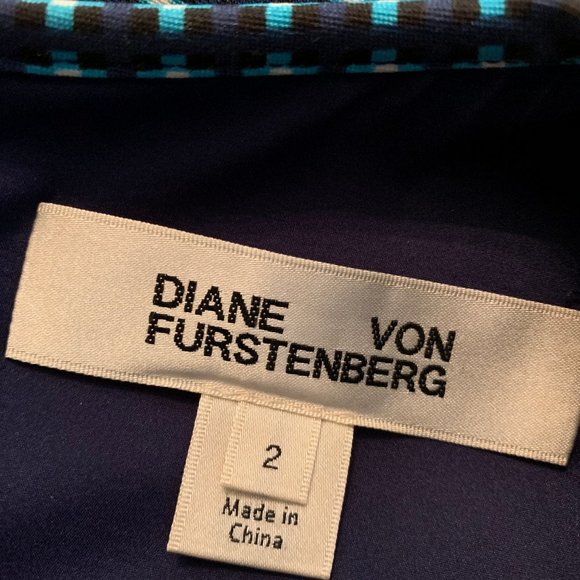 DIANE VON
FURSTENBERG
2
Made in
China